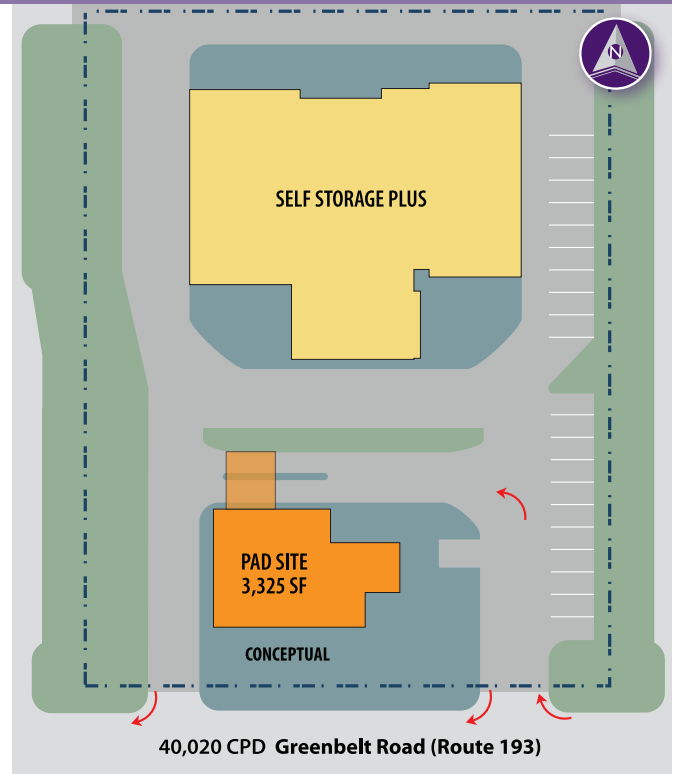 N
SELF STORAGE PLUS
PAD SITE
3,325 SF
CONCEPTUAL
40,020 CPD Greenbelt Road (Route 193)